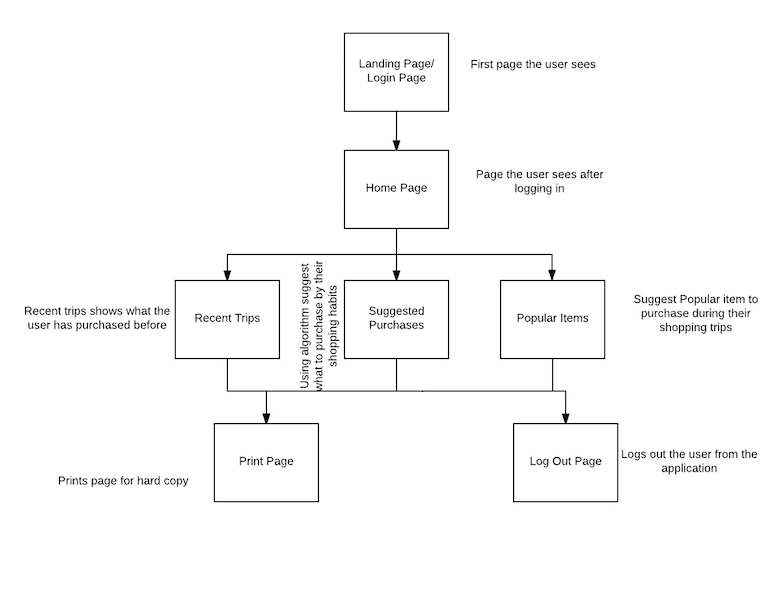 Landing Page/
Login Page
First page the user sees
Home Page
Page the user sees after
logging in
Recent trips shows what the
user has purchased before
Recent Trips
Using algorithm suggest
what to purchase by their
shopping habits
Suggested
Purchases
Popular Items
Suggest Popular item to
purchase during their
shopping trips
Prints page for hard copy
Print Page
Log Out Page
Logs out the user from the
application